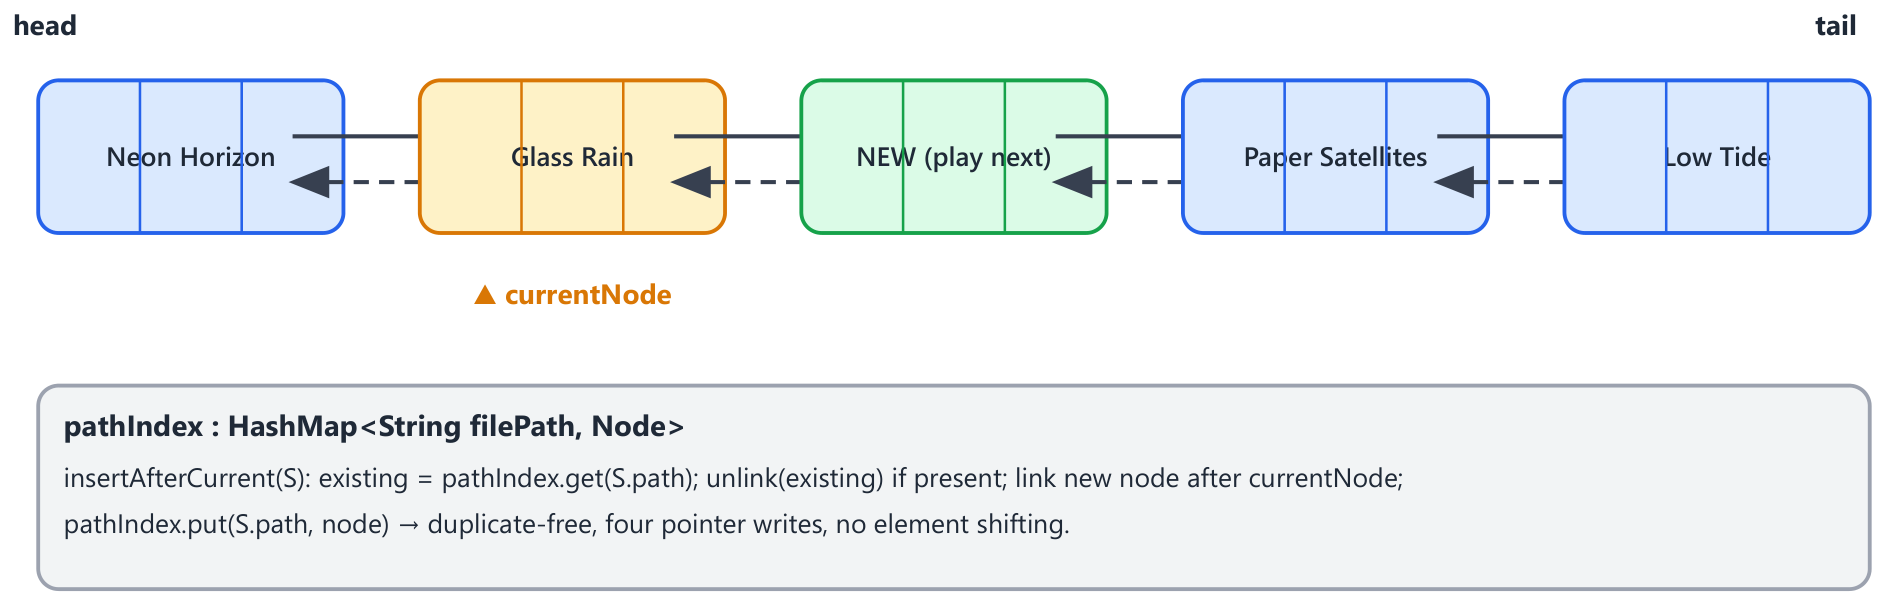 head
tail
Neon Horizon
Glass Rain
NEW (play next)
Paper Satellites
Low Tide
▲ currentNode
pathIndex : HashMap<String filePath, Node>
insertAfterCurrent(S): existing = pathIndex.get(S.path); unlink(existing) if present; link new node after currentNode;
pathIndex.put(S.path, node) → duplicate-free, four pointer writes, no element shifting.